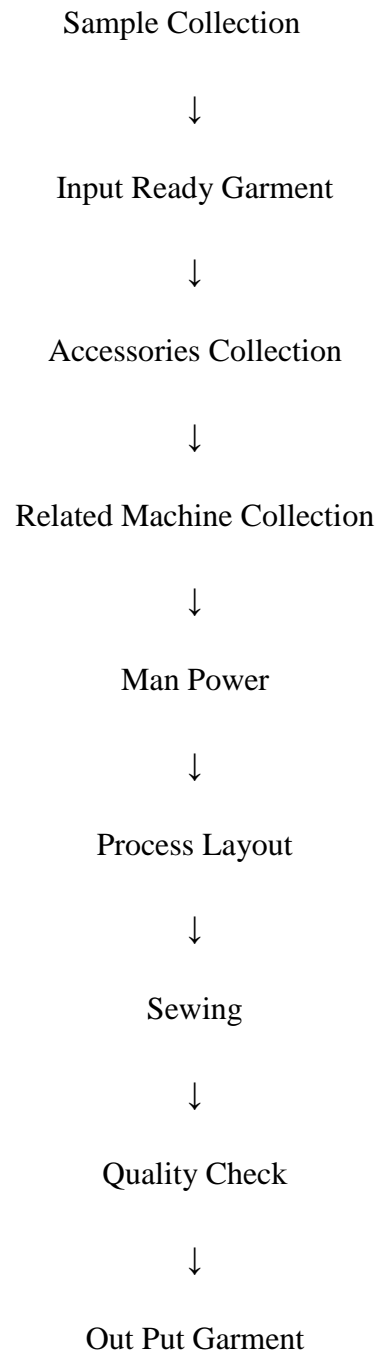 Sample Collection
↓
Input Ready Garment
↓
Accessories Collection
↓
Related Machine Collection
↓
Man Power
↓
Process Layout
↓
Sewing
↓
Quality Check
↓
Out Put Garment